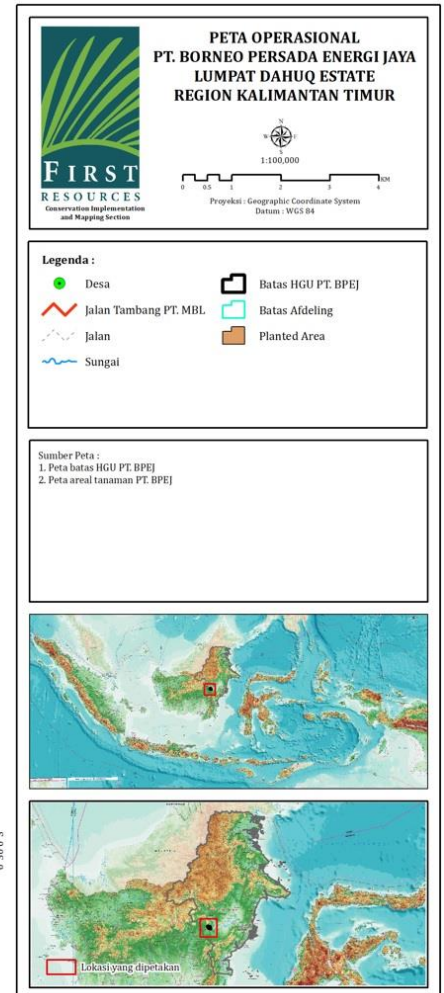 PETA OPERASIONAL
PT. BORNEO PERSADA ENERGI JAYA
LUMPAT DAHUQ ESTATE
REGION KALIMANTAN TIMUR
FIRST
RESOURCES
Conservation Implementation
and Mapping Section
N
W
S
1:100,000
0 0.5 1 2 3 4 KM
Proyeksi : Geographic Coordinate System
Datum : WGS 84
Legenda :
Desa
Jalan Tambang PT. MBL
Jalan
Sungai
Batas HGU PT. BPEJ
Batas Afdeling
Planted Area
Sumber Peta :
1. Peta batas HGU PT. BPEJ
2. Peta areal tanaman PT. BPEJ
Lokasi yang dipetakan